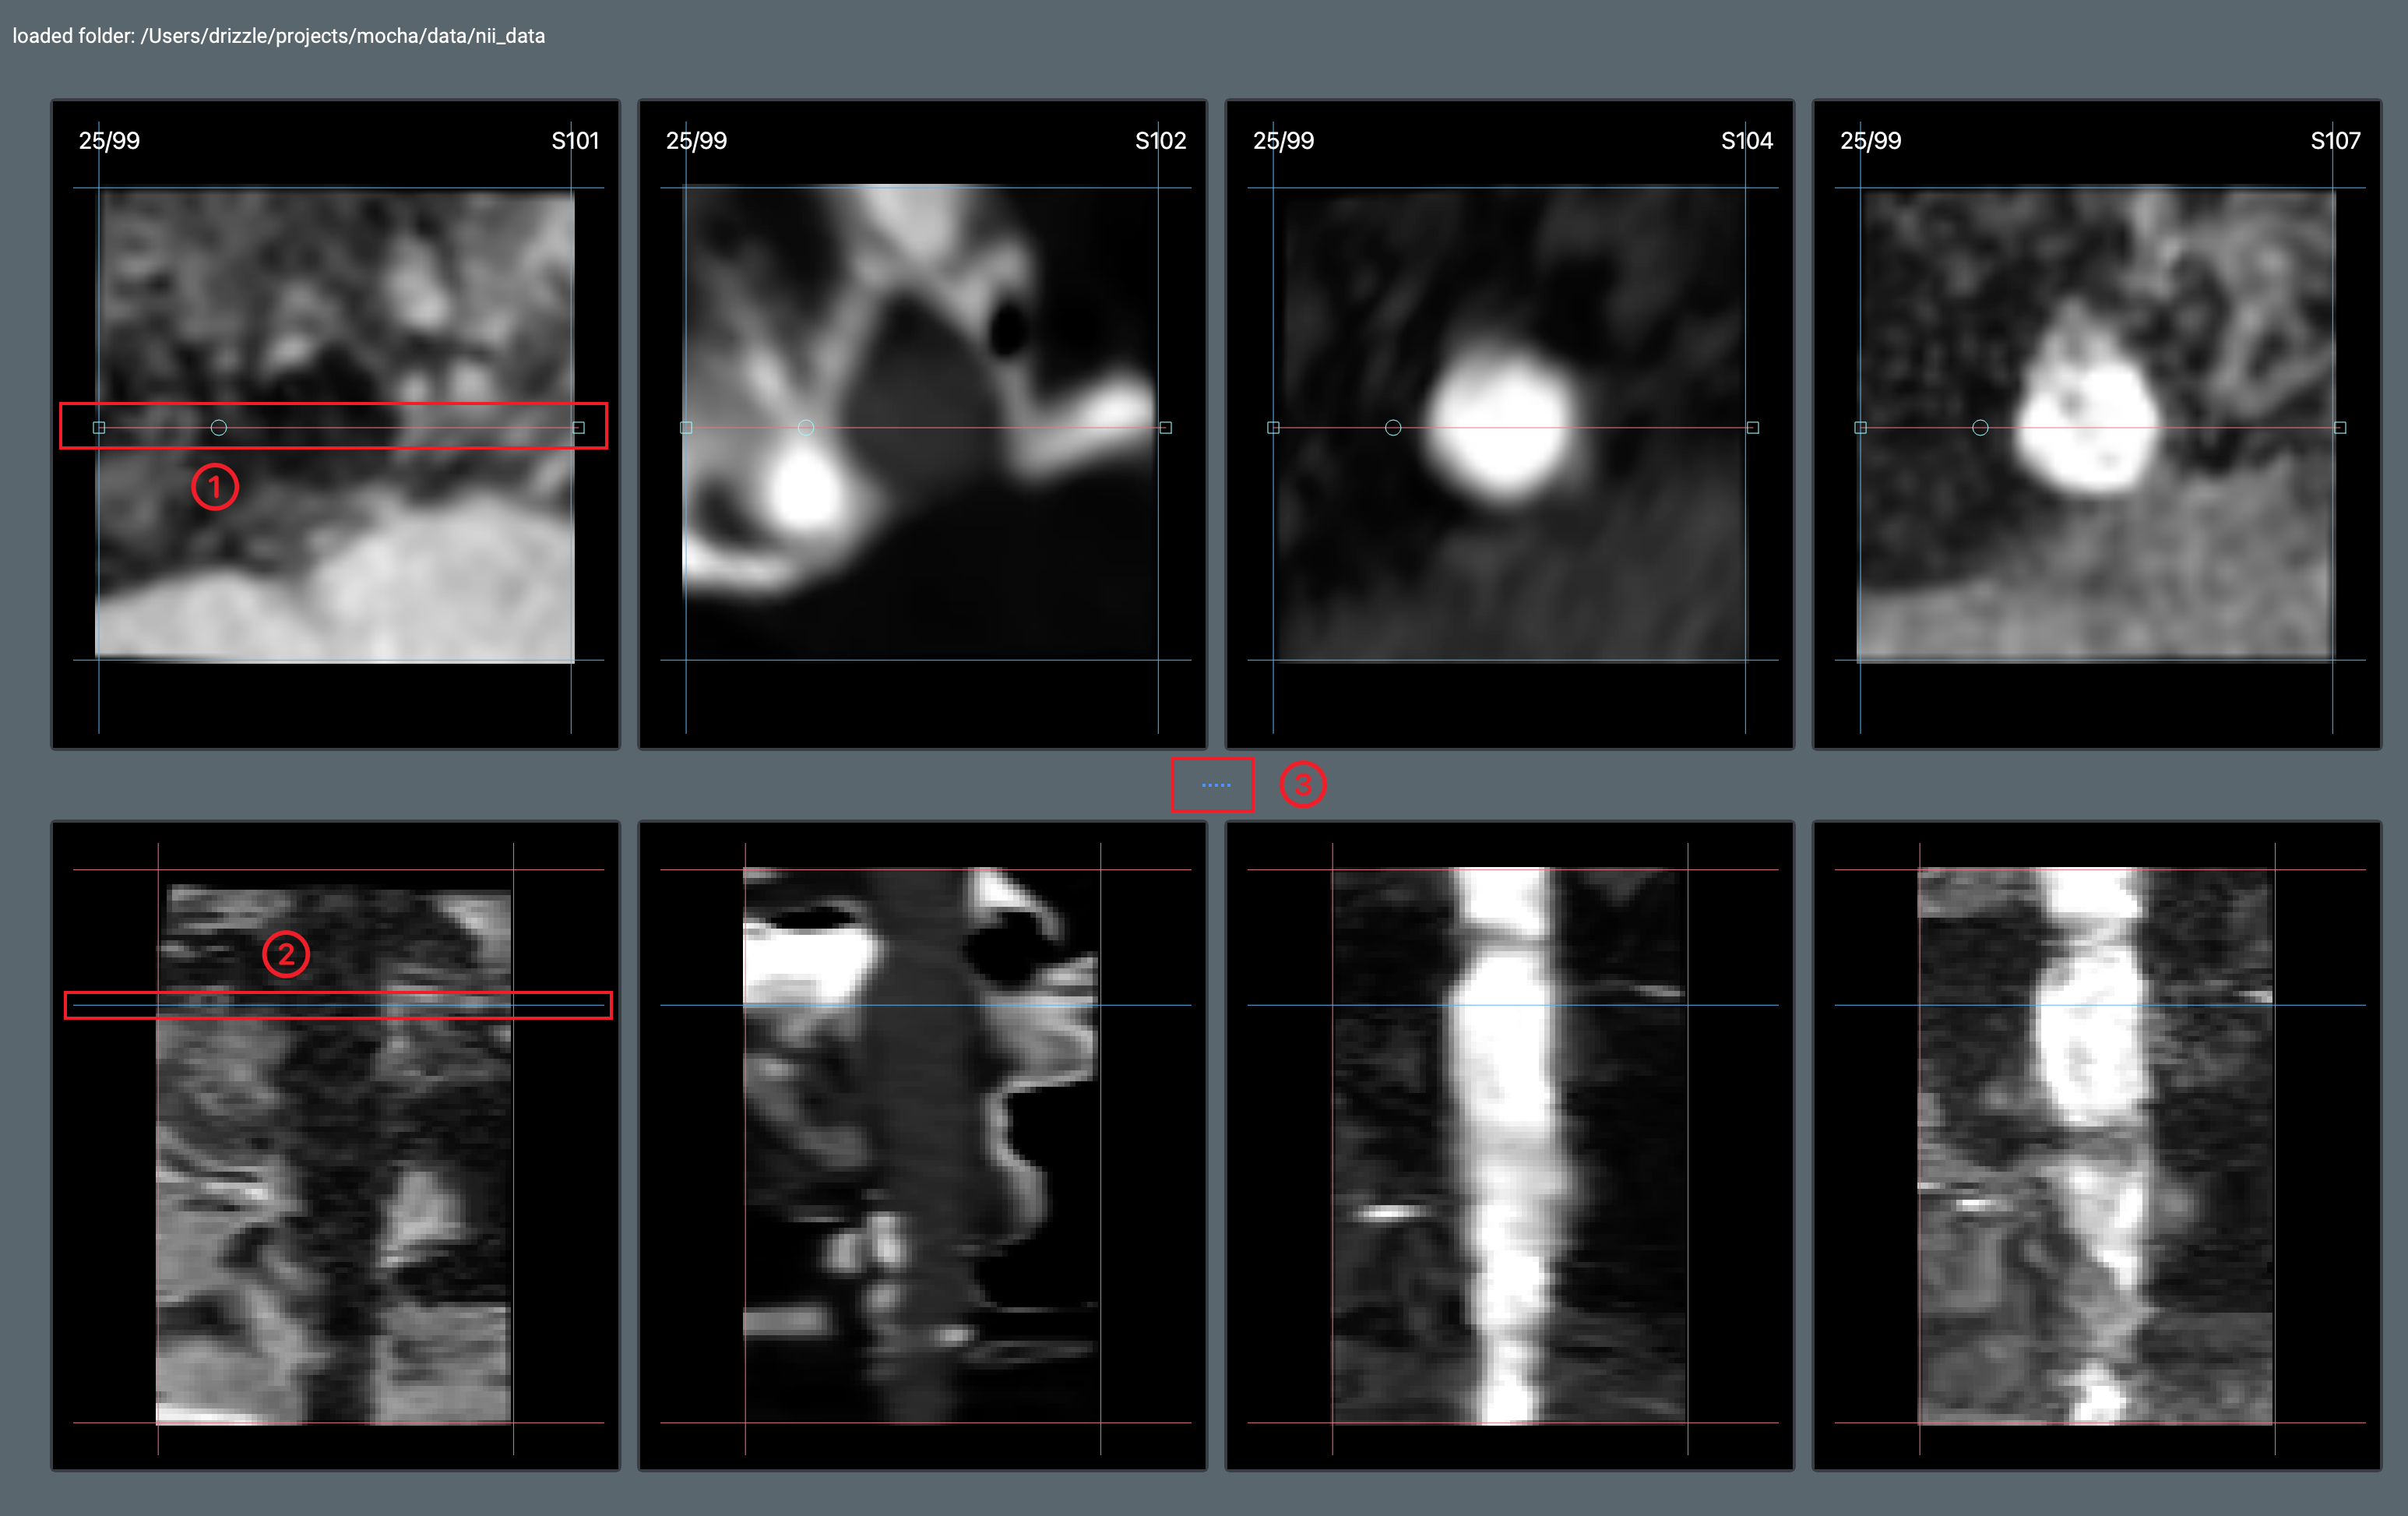 loaded folder: /Users/drizzle/projects/mocha/data/nii_data
25/99 S101
25/99 S102
25/99 S104
25/99 S107
1
3
2